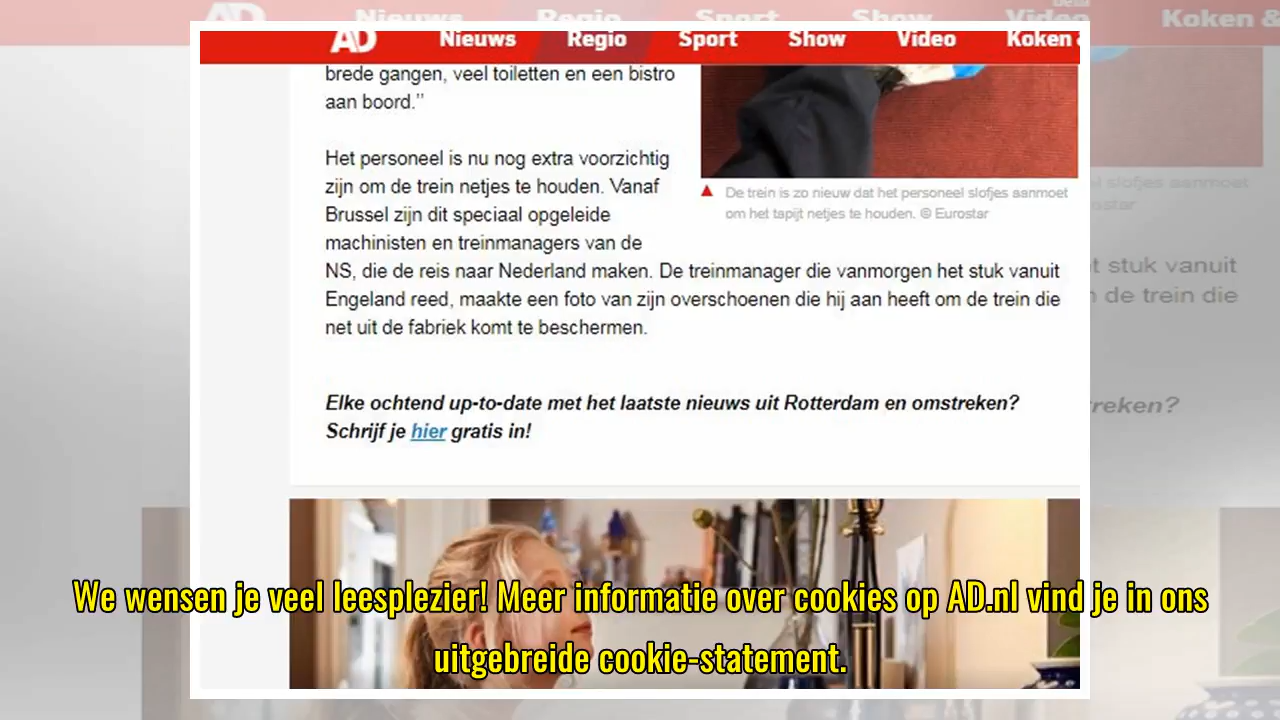 AD Nieuws Regio Sport Show Video Koken &
brede gangen, veel toiletten en een bistro
aan boord.”
Het personeel is nu nog extra voorzichtig
zijn om de trein netjes te houden. Vanaf
Brussel zijn dit speciaal opgeleide
machinisten en treinmanagers van de
NS, die de reis naar Nederland maken. De treinmanager die vanmorgen het stuk vanuit
Engeland reed, maakte een foto van zijn overschoenen die hij aan heeft om de trein die
net uit de fabriek komt te beschermen.
De trein is zo nieuw dat het personeel slofjes aanmoet
om het tapijt netjes te houden. © Eurostar
Elke ochtend up-to-date met het laatste nieuws uit Rotterdam en omstreken?
Schrijf je hier gratis in!
We wensen je veel leesplezier! Meer informatie over cookies op AD.nl vind je in ons
uitgebreide cookie-statement.